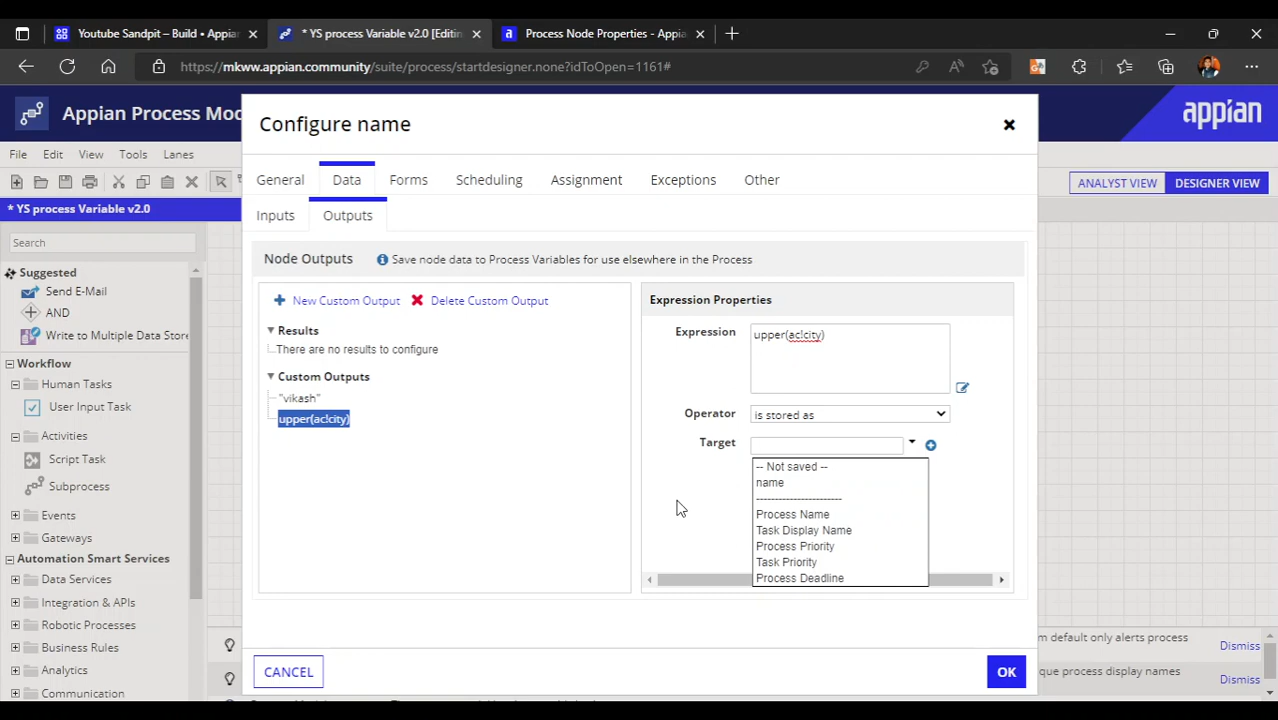 Youtube Sandpit – Build • Appian
* YS process Variable v2.0 [Editin
Process Node Properties - Appia
https://mkww.appian.community/suite/process/startdesigner.none?idToOpen=1161#
Appian Process Mod
appian
Configure name
File Edit View Tools Lanes
General Data Forms Scheduling Assignment Exceptions Other
ANALYST VIEW DESIGNER VIEW
* YS process Variable v2.0
Inputs Outputs
Search
Node Outputs Save node data to Process Variables for use elsewhere in the Process
Suggested
Send E-Mail
AND
Write to Multiple Data Store
Workflow
Human Tasks
User Input Task
Activities
Script Task
Subprocess
Events
Gateways
Automation Smart Services
Data Services
Integration & APIs
Robotic Processes
Business Rules
Analytics
Communication
New Custom Output Delete Custom Output
Results
There are no results to configure
Custom Outputs
"vikash"
upper(ac!city)
Expression Properties
Expression upper(ac!city)
Operator is stored as
Target
-- Not saved --
name
-----------------------
Process Name
Task Display Name
Process Priority
Task Priority
Process Deadline
m default only alerts process
Dismiss
que process display names
Dismiss
CANCEL OK